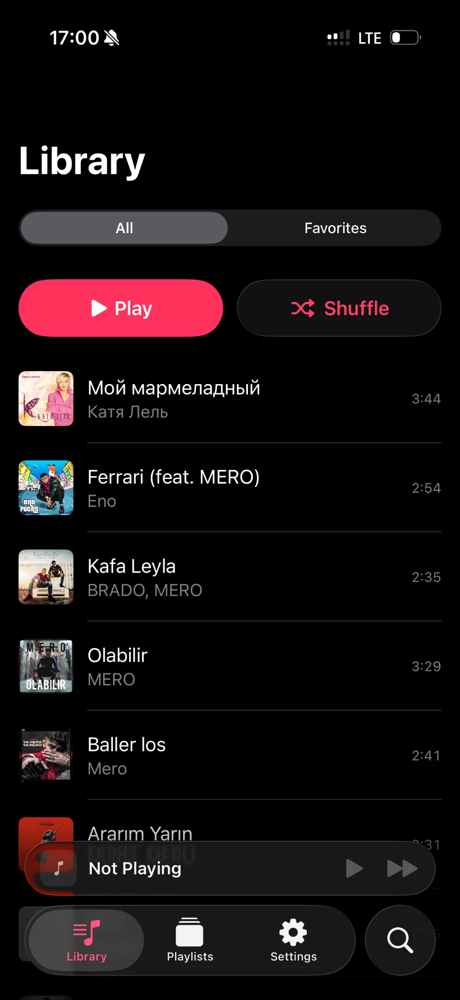 17:00
LTE
Library
All
Favorites
Play
Shuffle
Мой мармеладный
Катя Лель
3:44
Ferrari (feat. MERO)
Eno
2:54
Kafa Leyla
BRADO, MERO
2:35
Olabilir
MERO
3:29
MERO
OLABILIR
Baller los
Mero
2:41
Ararım Yarın
Not Playing
Library
Playlists
Settings